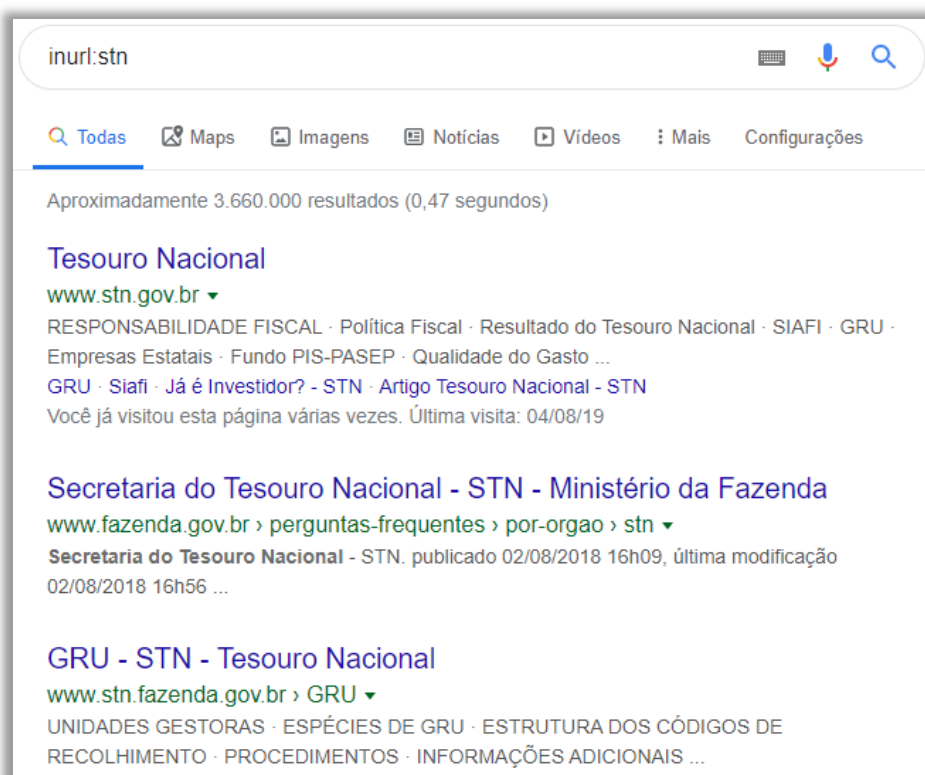 inurl:stn
Todas Maps Imagens Notícias Vídeos Mais Configurações
Aproximadamente 3.660.000 resultados (0,47 segundos)
Tesouro Nacional
www.stn.gov.br
RESPONSABILIDADE FISCAL · Política Fiscal · Resultado do Tesouro Nacional · SIAFI · GRU ·
Empresas Estatais · Fundo PIS-PASEP · Qualidade do Gasto ...
GRU · Siafi · Já é Investidor? - STN · Artigo Tesouro Nacional - STN
Você já visitou esta página várias vezes. Última visita: 04/08/19
Secretaria do Tesouro Nacional - STN - Ministério da Fazenda
www.fazenda.gov.br › perguntas-frequentes › por-orgao › stn
Secretaria do Tesouro Nacional - STN. publicado 02/08/2018 16h09, última modificação
02/08/2018 16h56 ...
GRU - STN - Tesouro Nacional
www.stn.fazenda.gov.br › GRU
UNIDADES GESTORAS · ESPÉCIES DE GRU · ESTRUTURA DOS CÓDIGOS DE
RECOLHIMENTO · PROCEDIMENTOS · INFORMAÇÕES ADICIONAIS ...